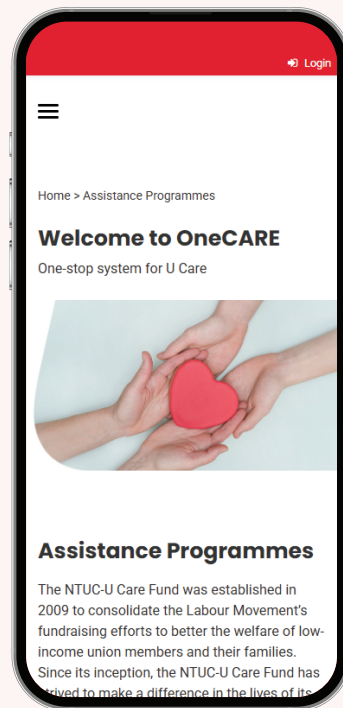 Login
Home > Assistance Programmes
Welcome to OneCARE
One-stop system for U Care
Assistance Programmes
The NTUC-U Care Fund was established in
2009 to consolidate the Labour Movement's
fundraising efforts to better the welfare of low-
income union members and their families.
Since its inception, the NTUC-U Care Fund has
strived to make a difference in the lives of its